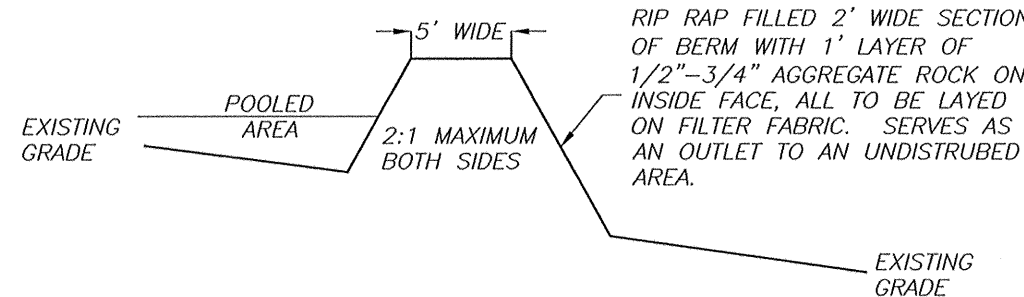 5' WIDE
RIP RAP FILLED 2' WIDE SECTION
OF BERM WITH 1' LAYER OF
1/2"-3/4" AGGREGATE ROCK ON
INSIDE FACE, ALL TO BE LAYED
ON FILTER FABRIC. SERVES AS
AN OUTLET TO AN UNDISTRUBED
AREA.
POOLED
AREA
EXISTING
GRADE
2:1 MAXIMUM
BOTH SIDES
EXISTING
GRADE